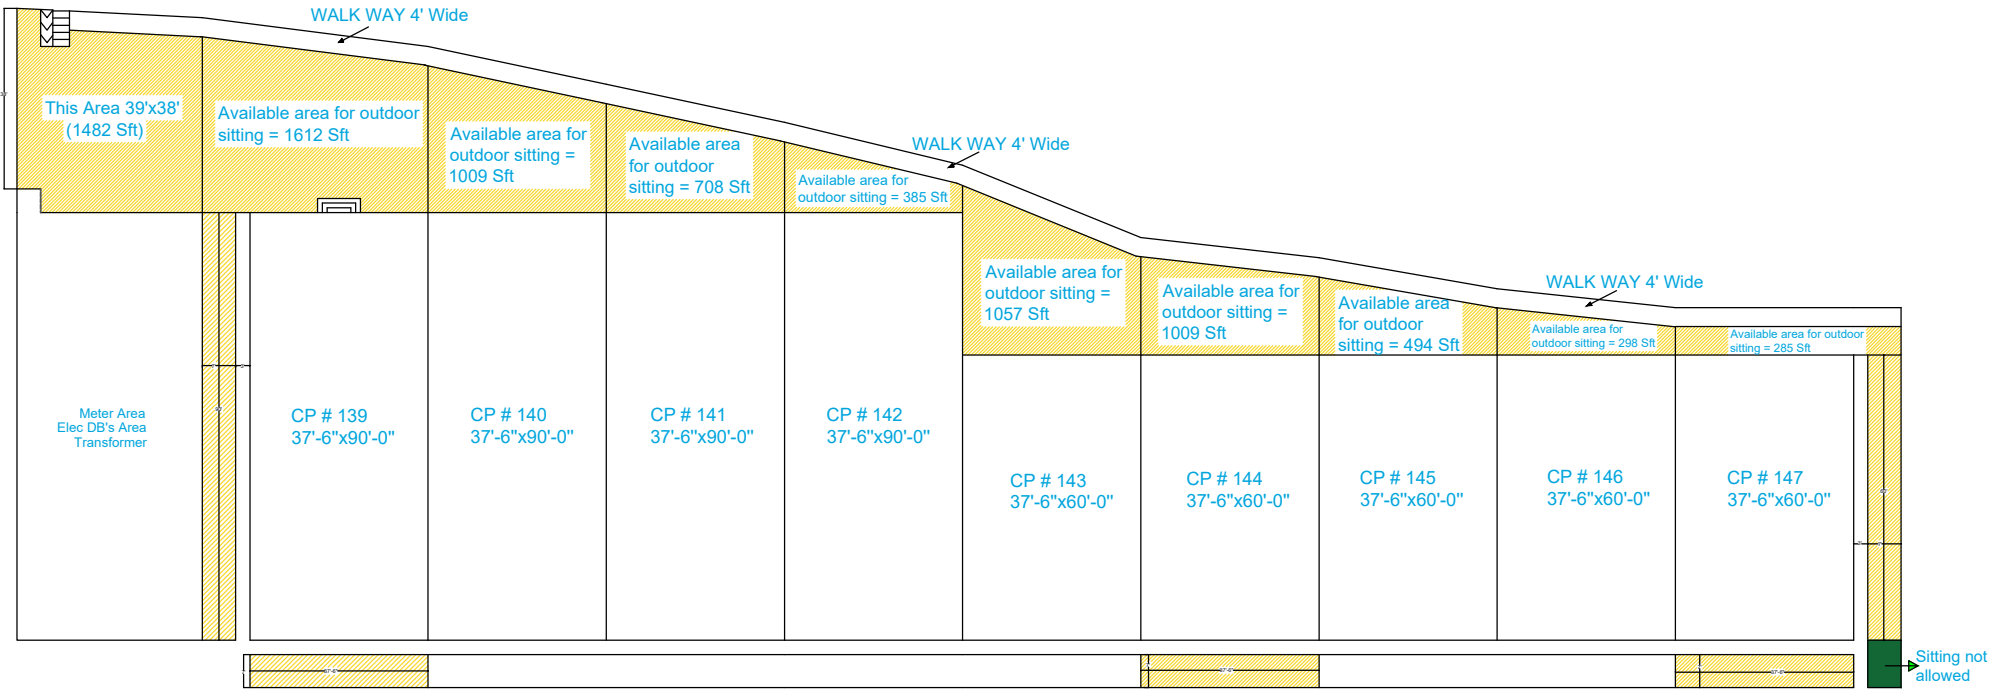 WALK WAY 4' Wide
This Area 39'x38'
(1482 Sft)
Available area for outdoor
sitting = 1612 Sft
Available area for
outdoor sitting =
1009 Sft
Available area
for outdoor
sitting = 708 Sft
WALK WAY 4' Wide
Available area for
outdoor sitting = 385 Sft
Available area for
outdoor sitting =
1057 Sft
Available area for
outdoor sitting =
1009 Sft
WALK WAY 4' Wide
Available area
for outdoor
sitting = 494 Sft
Available area for
outdoor sitting = 298 Sft
Available area for outdoor
sitting = 285 Sft
Meter Area
Elec DB's Area
Transformer
CP # 139
37'-6"x90'-0"
CP # 140
37'-6"x90'-0"
CP # 141
37'-6"x90'-0"
CP # 142
37'-6"x90'-0"
CP # 143
37'-6"x60'-0"
CP # 144
37'-6"x60'-0"
CP # 145
37'-6"x60'-0"
CP # 146
37'-6"x60'-0"
CP # 147
37'-6"x60'-0"
Sitting not
allowed